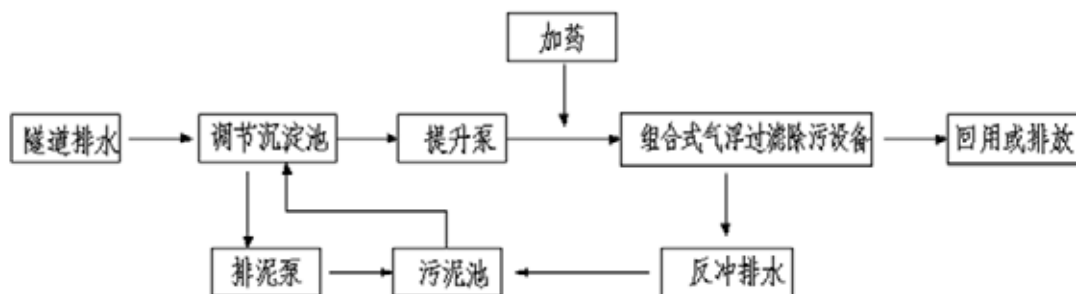 加药
隧道排水
调节沉淀池
提升泵
组合式气浮过滤除污设备
回用或排放
排泥泵
污泥池
反冲排水